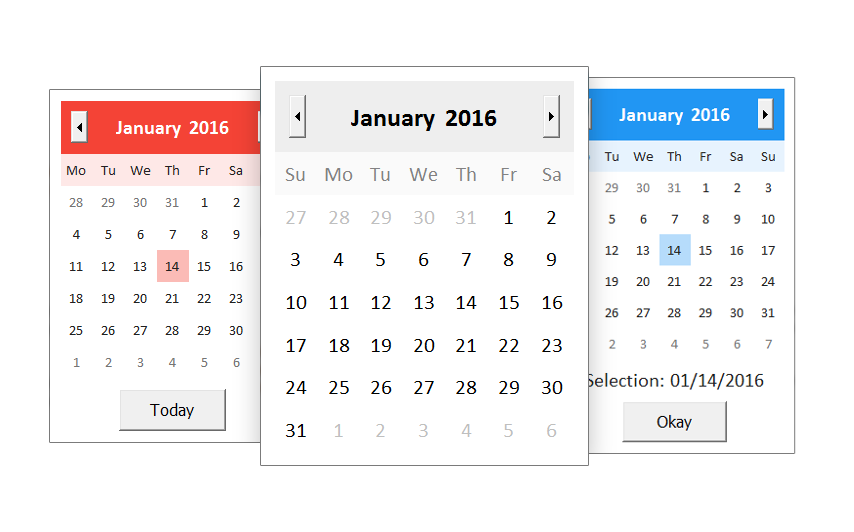 January 2016
Mo Tu We Th Fr Sa
28 29 30 31 1 2
4 5 6 7 8 9
11 12 13 14 15 16
18 19 20 21 22 23
25 26 27 28 29 30
1 2 3 4 5 6
Today
January 2016
Su Mo Tu We Th Fr Sa
27 28 29 30 31 1 2
3 4 5 6 7 8 9
10 11 12 13 14 15 16
17 18 19 20 21 22 23
24 25 26 27 28 29 30
31 1 2 3 4 5 6
January 2016
Tu We Th Fr Sa Su
29 30 31 1 2 3
5 6 7 8 9 10
12 13 14 15 16 17
19 20 21 22 23 24
26 27 28 29 30 31
2 3 4 5 6 7
Selection: 01/14/2016
Okay